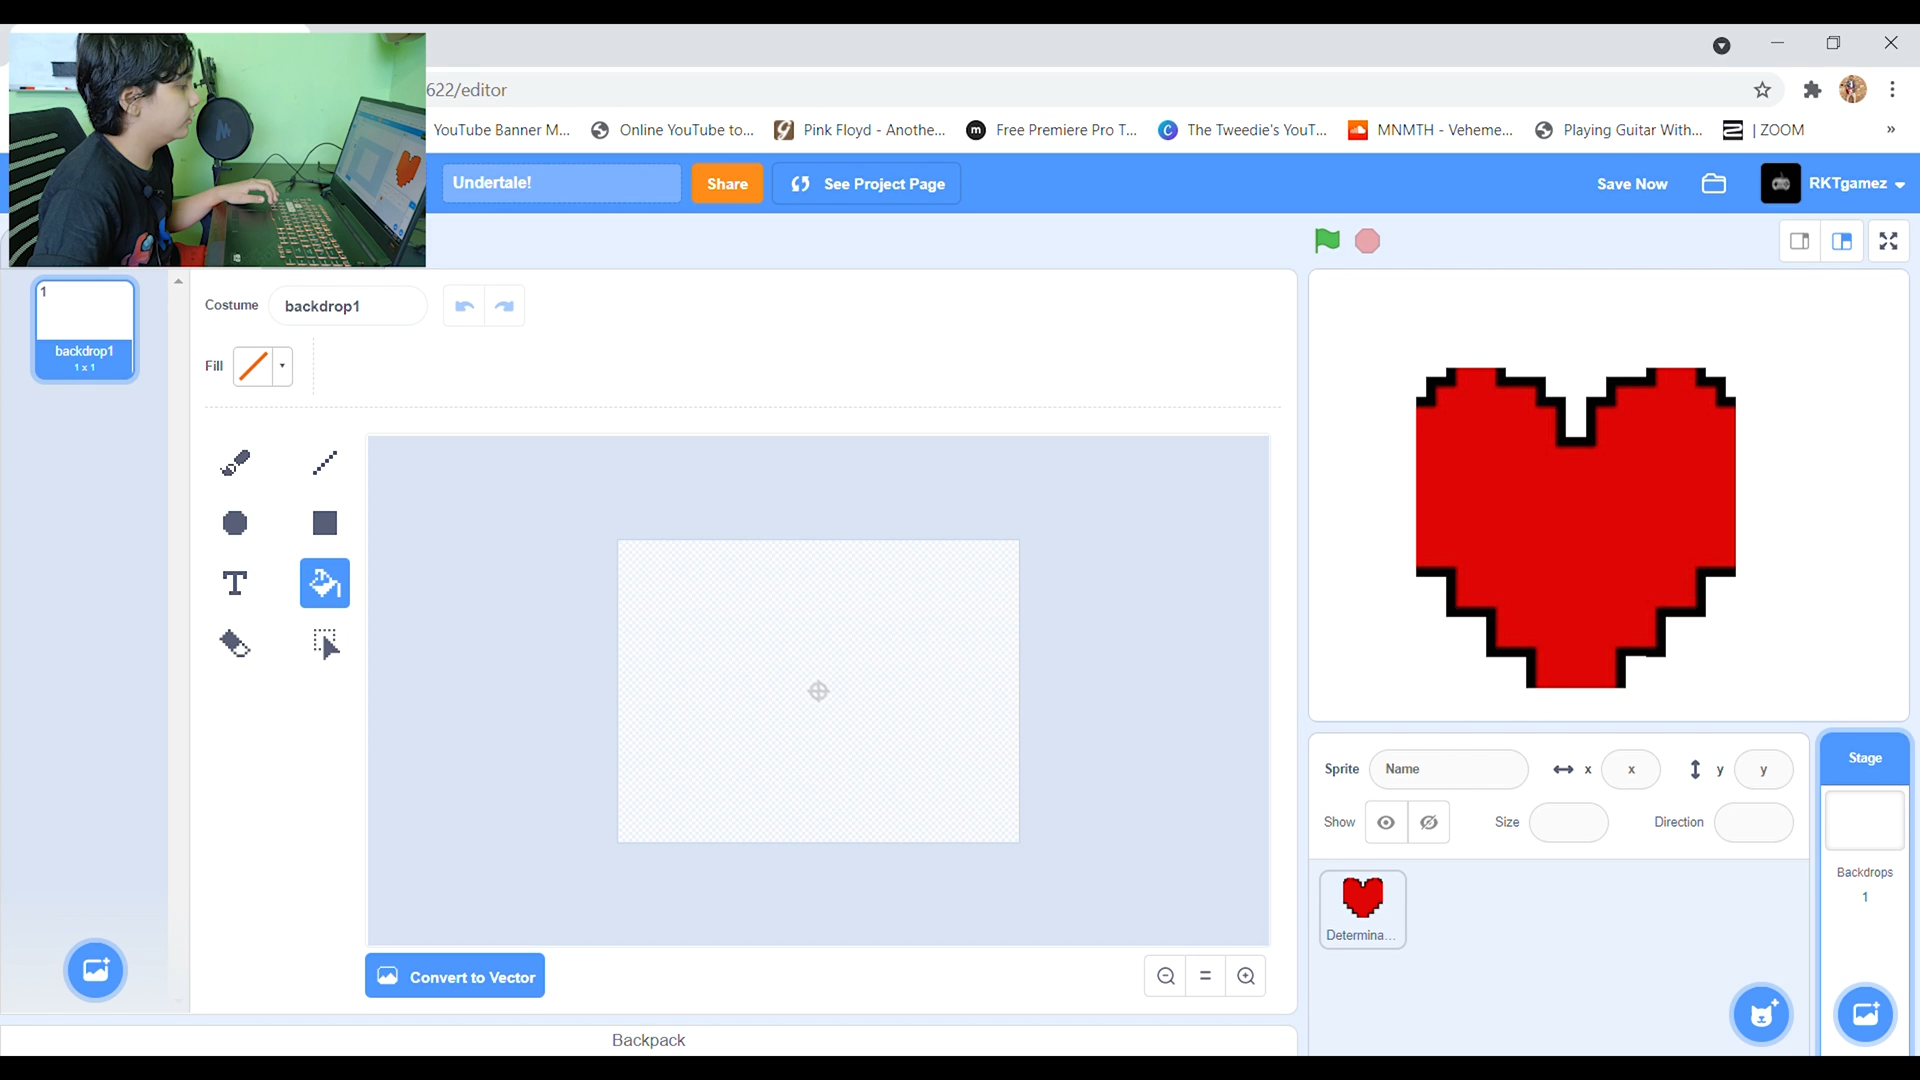 622/editor
YouTube Banner M... Online YouTube to... Pink Floyd - Anothe... Free Premiere Pro T... The Tweedie's YouT... MNMTH - Veheme... Playing Guitar With... | ZOOM »
Undertale! Share See Project Page Save Now RKTgamez
1
backdrop1
1 x 1
Costume backdrop1
Fill
T
Convert to Vector
Backpack
Sprite Name x x y y
Show Size Direction
Determina...
Stage
Backdrops
1